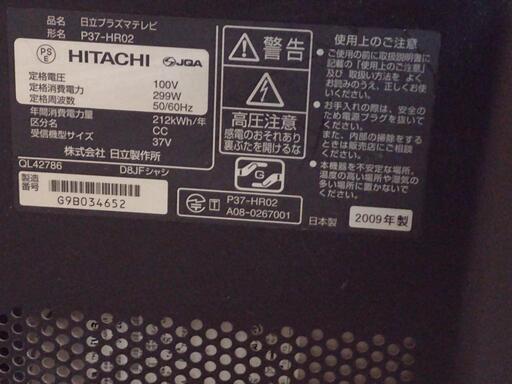 品名 日立プラズマテレビ
形名 P37-HR02
PS
E
HITACHI
JQA
定格電圧 100V
定格消費電力 299W
定格周波数 50/60Hz
年間消費電力量 212kWh/年
区分名 CC
受信機型サイズ 37V
株式会社 日立製作所
QL42786 D8JFシャシ
製造番号 G9B034652
警告
高圧注意
感電のおそれあり
裏ぶたを開けるな
G
P37-HR02
A08-0267001
使用上のご注意
ご使用の前に取扱説明書に
記載の「使用上のご注意」
及び 取扱い方法を よく
お読みのうえ、正しくお使
いください。
お手入れの際は、安全のた
め電源プラグを抜いてくだ
さい。
また、内部の掃除をすると
きには販売店にご相談
ください。
本機器を不安定な場所、
温度の高い場所や湿気の
多い場所に置かないで
ください。
日本製
2009年製